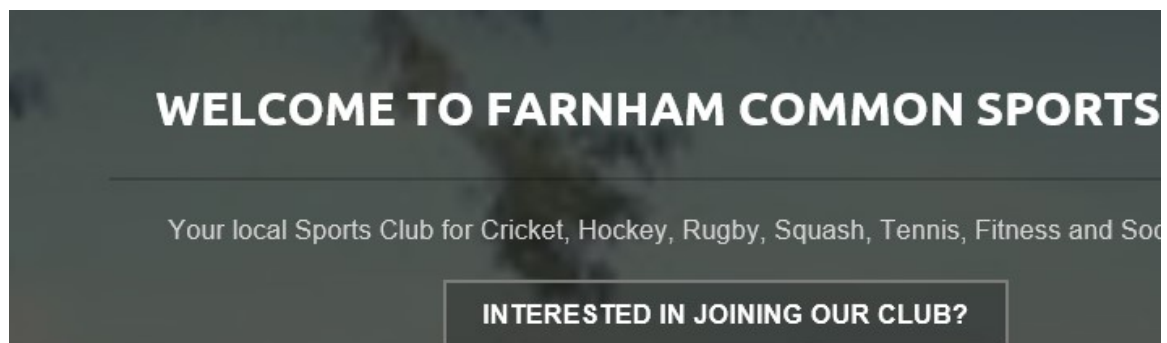 WELCOME TO FARNHAM COMMON SPORTS
Your local Sports Club for Cricket, Hockey, Rugby, Squash, Tennis, Fitness and
INTERESTED IN JOINING OUR CLUB?